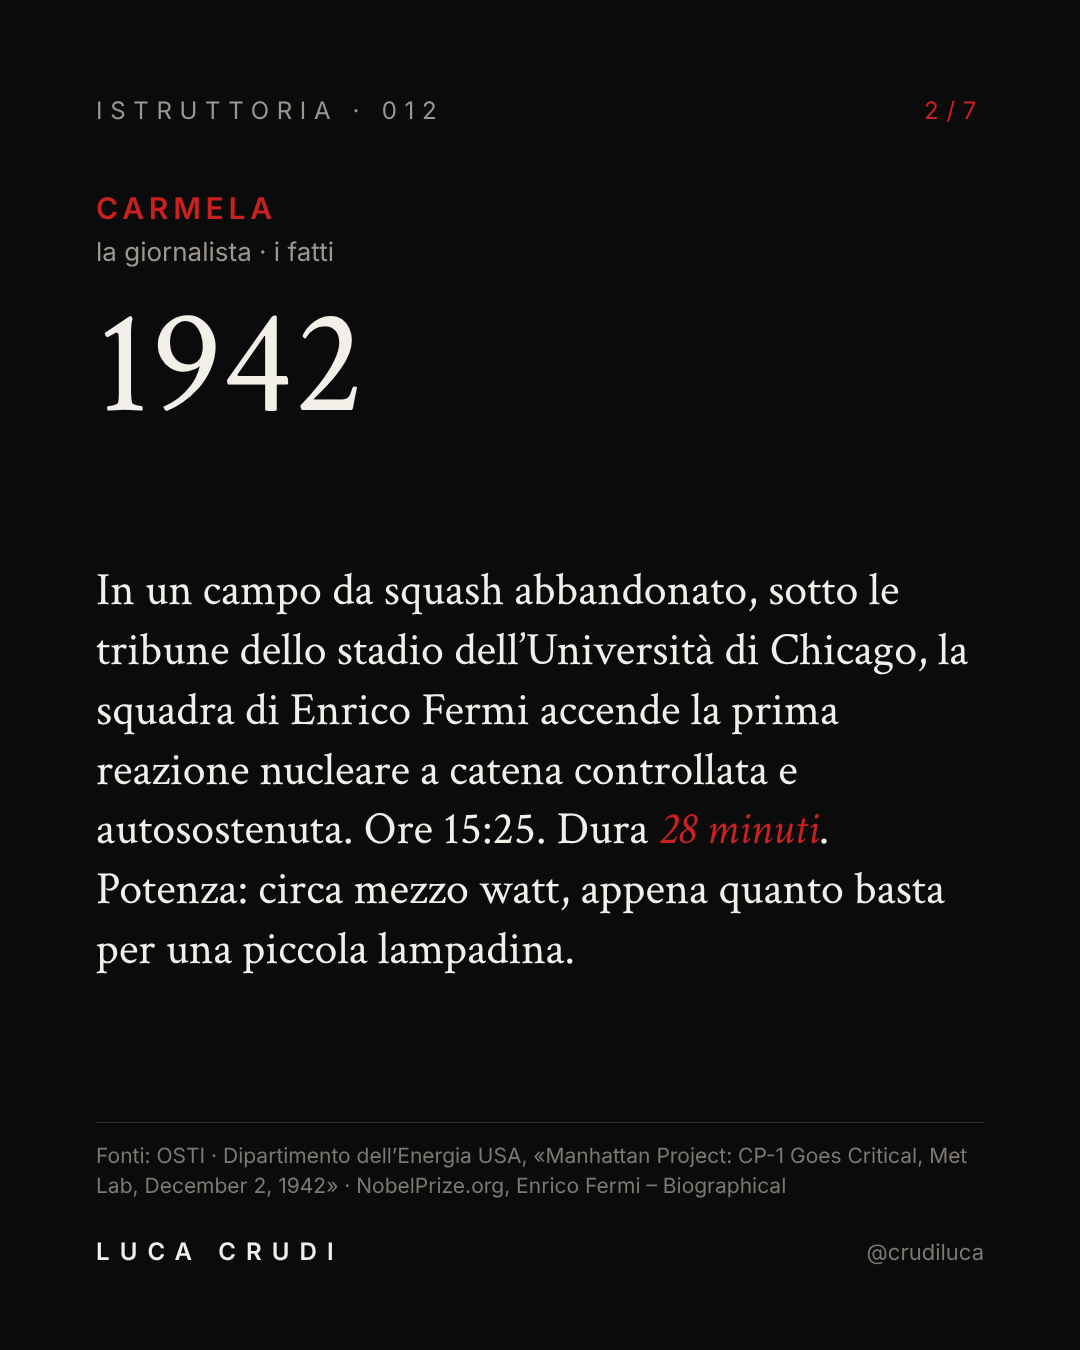 ISTRUTTORIA · 012
2/7
CARMELA
la giornalista · i fatti
1942
In un campo da squash abbandonato, sotto le
tribune dello stadio dell’Università di Chicago, la
squadra di Enrico Fermi accende la prima
reazione nucleare a catena controllata e
autosostenuta. Ore 15:25. Dura 28 minuti.
Potenza: circa mezzo watt, appena quanto basta
per una piccola lampadina.
Fonti: OSTI · Dipartimento dell’Energia USA, «Manhattan Project: CP-1 Goes Critical, Met
Lab, December 2, 1942» · NobelPrize.org, Enrico Fermi – Biographical
LUCA CRUDI
@crudiluca